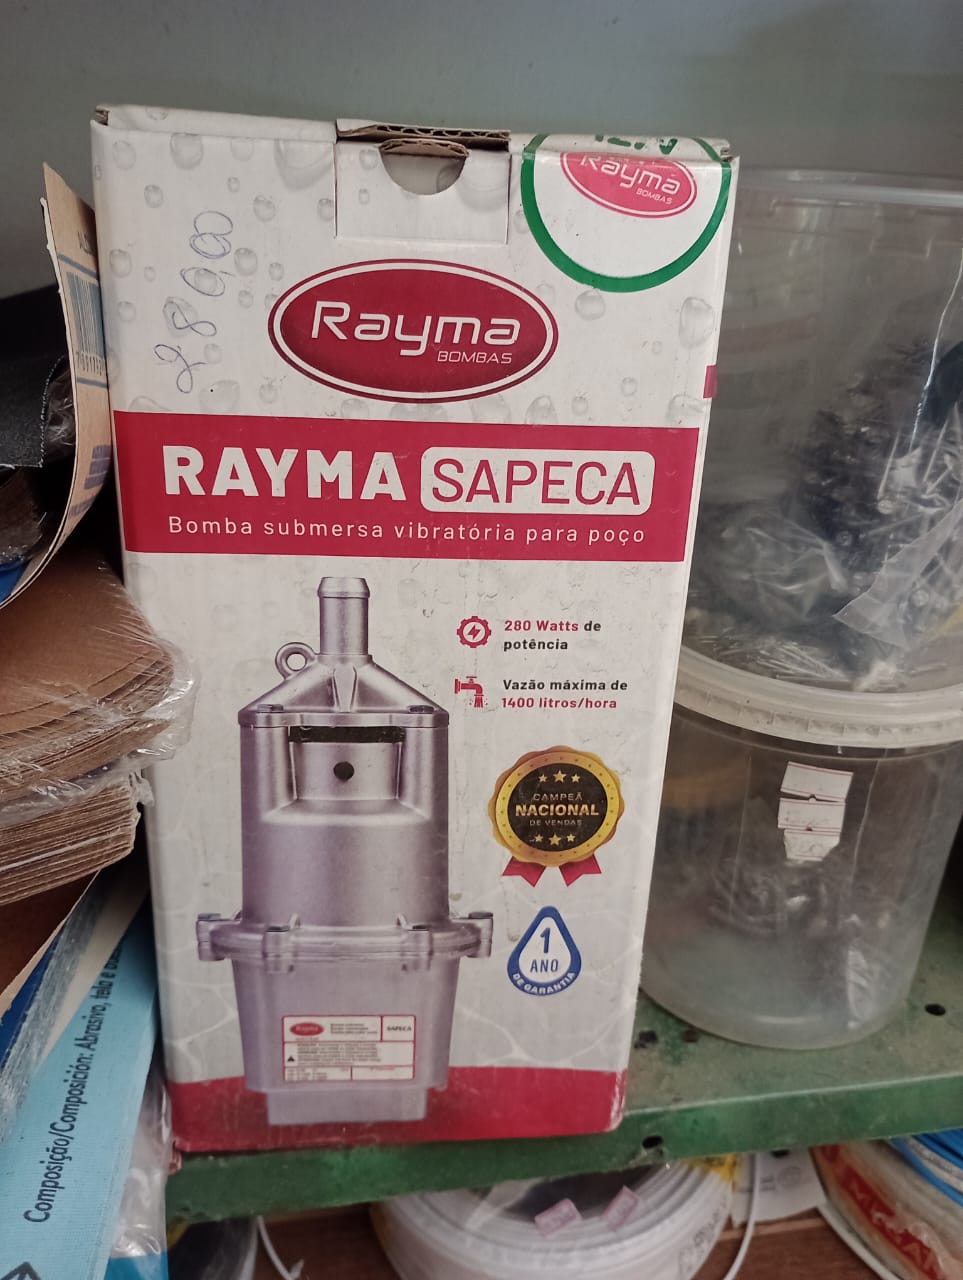 280,00
Rayma
BOMBAS
Rayma
BOMBAS
RAYMA SAPECA
Bomba submersa vibratória para poço
280 Watts de
potência
Vazão máxima de
1400 litros/hora
CAMPEÃ
NACIONAL
DE VENDAS
1
ANO
DE GARANTIA
Rayma
SAPECA
Composição/Composición: Abrasivo, tela e